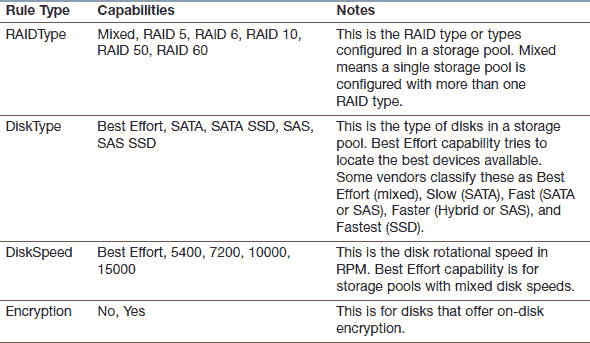 Rule Type Capabilities Notes
RAIDType Mixed, RAID 5, RAID 6, RAID 10, This is the RAID type or types
RAID 50, RAID 60 configured in a storage pool. Mixed
means a single storage pool is
configured with more than one
RAID type.
DiskType Best Effort, SATA, SATA SSD, SAS, This is the type of disks in a storage
SAS SSD pool. Best Effort capability tries to
locate the best devices available.
Some vendors classify these as Best
Effort (mixed), Slow (SATA), Fast (SATA
or SAS), Faster (Hybrid or SAS), and
Fastest (SSD).
DiskSpeed Best Effort, 5400, 7200, 10000, This is the disk rotational speed in
15000 RPM. Best Effort capability is for
storage pools with mixed disk speeds.
Encryption No, Yes This is for disks that offer on-disk
encryption.